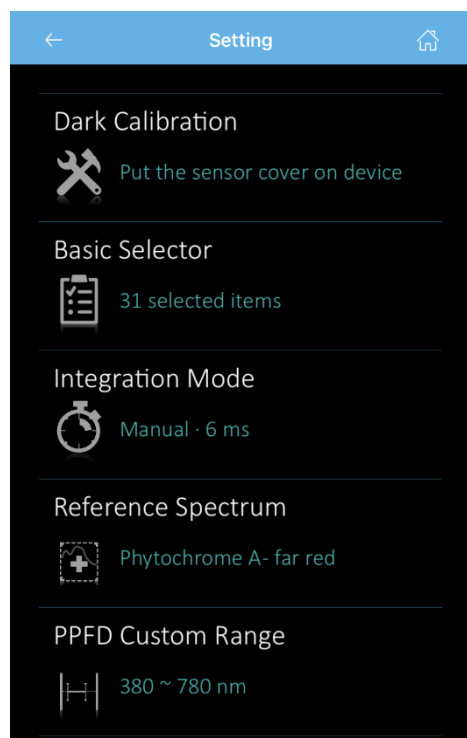 Setting
Dark Calibration
Put the sensor cover on device
Basic Selector
31 selected items
Integration Mode
Manual · 6 ms
Reference Spectrum
Phytochrome A- far red
PPFD Custom Range
380 ~ 780 nm